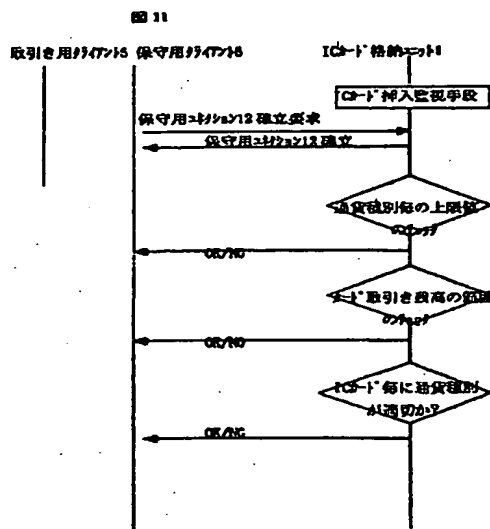 図 11
取引き用クライアント5 保守用クライアント6 ICカード格納ユニット1
ICカード挿入監視手段
保守用コネクション12確立要求
保守用コネクション12確立
通貨種別毎の上限値
のチェック
OK/NG
カード取引き残高の範囲
のチェック
OK/NG
ICカード毎に通貨種別
が適切か?
OK/NG